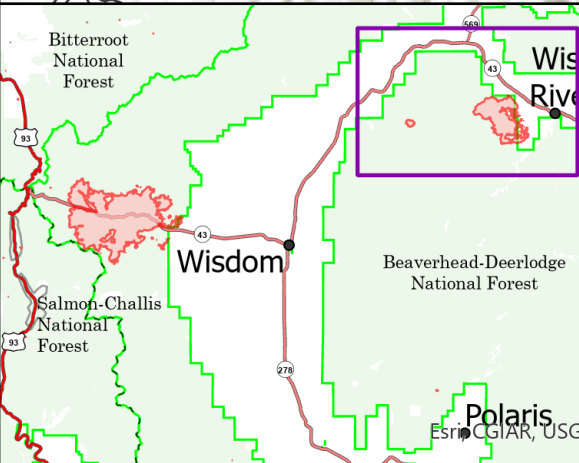 569
Bitterroot
National
Forest
Wis
43
Rive
93
43
Wisdom
Beaverhead-Deerlodge
National Forest
Salmon-Challis
National
Forest
93
278
Polaris
Esri, CGIAR, USG